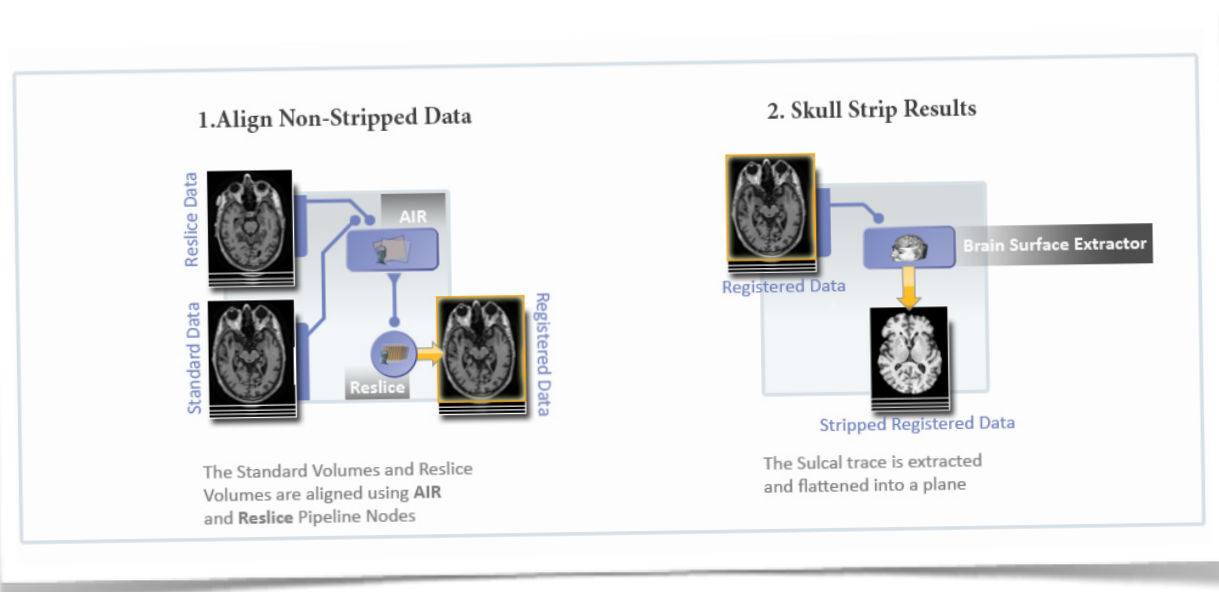 1.Align Non-Stripped Data
Reslice Data
Standard Data
AIR
Reslice
Registered Data
The Standard Volumes and Reslice
Volumes are aligned using AIR
and Reslice Pipeline Nodes
2. Skull Strip Results
Registered Data
Brain Surface Extractor
Stripped Registered Data
The Sulcal trace is extracted
and flattened into a plane